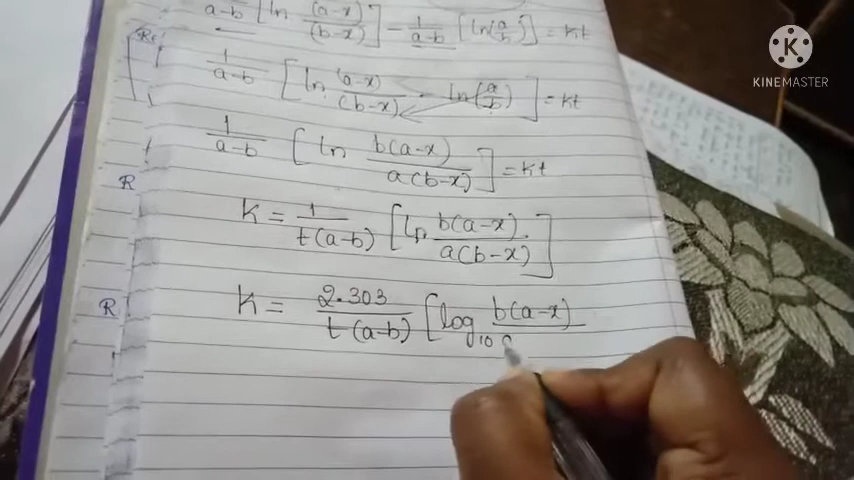 1/(a-b) [ln (a-x)/(b-x)] - 1/(a-b) [ln(a/b)] = kt
1/(a-b) [ln (a-x)/(b-x) - ln(a/b)] = kt
1/(a-b) [ln b(a-x)/a(b-x)] = kt
K = 1/t(a-b) [ln b(a-x)/a(b-x)]
K = 2.303/t(a-b) [log10 b(a-x)/
R
R
K
KINEMASTER